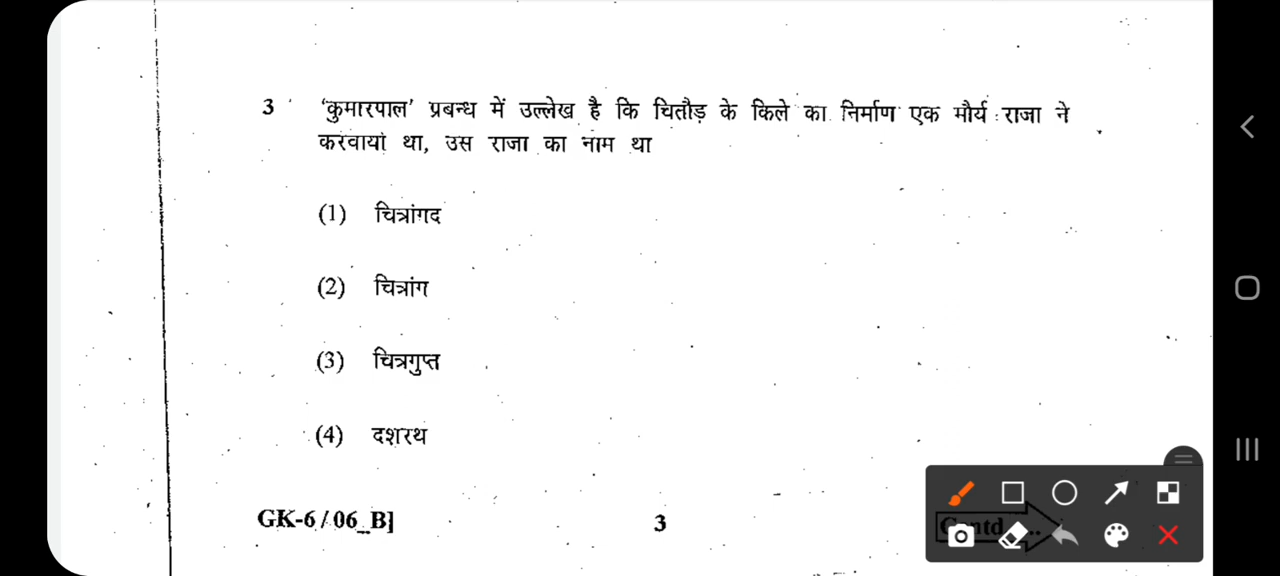 3 'कुमारपाल' प्रबन्ध में उल्लेख है कि चितौड़ के किले का निर्माण एक मौर्य राजा ने
करवाया था, उस राजा का नाम था
(1) चित्रांगद
(2) चित्रांग
(3) चित्रगुप्त
(4) दशरथ
GK-6 / 06_B]
3